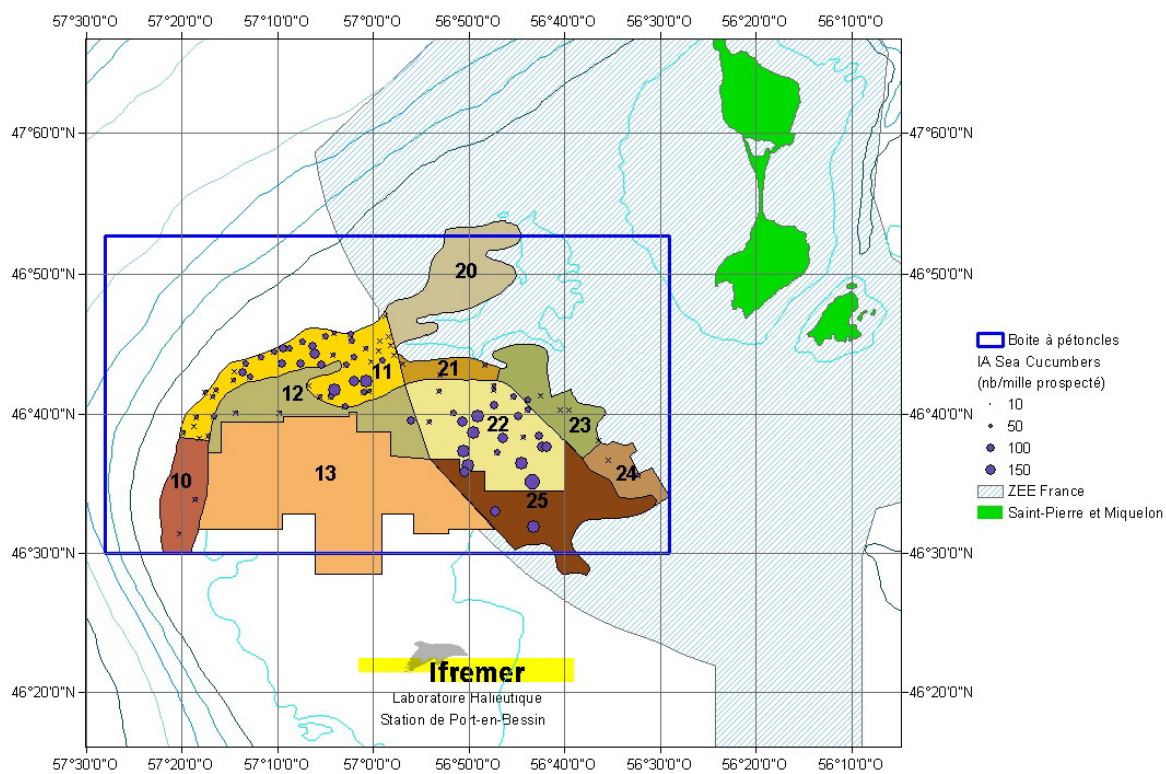 57°30'0"O 57°20'0"O 57°10'0"O 57°0'0"O 56°50'0"O 56°40'0"O 56°30'0"O 56°20'0"O 56°10'0"O
47°60'0"N 47°60'0"N
46°50'0"N 46°50'0"N
46°40'0"N 46°40'0"N
46°30'0"N 46°30'0"N
46°20'0"N 46°20'0"N
20
11
21
12
22
23
24
10
13
25
Boite à pétoncles
IA Sea Cucumbers
(nb/mille prospecté)
10
50
100
150
ZEE France
Saint-Pierre et Miquelon
Ifremer
Laboratoire Halieutique
Station de Port-en-Bessin
57°30'0"O 57°20'0"O 57°10'0"O 57°0'0"O 56°50'0"O 56°40'0"O 56°30'0"O 56°20'0"O 56°10'0"O